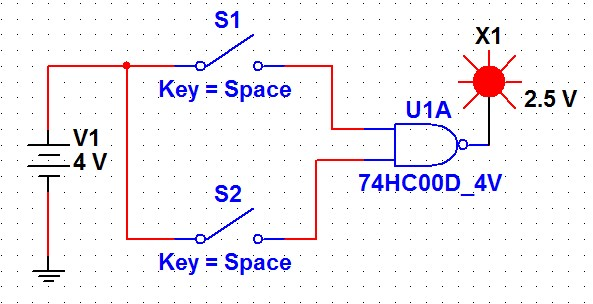 S1
Key = Space
X1
2.5 V
U1A
V1
4 V
74HC00D_4V
S2
Key = Space